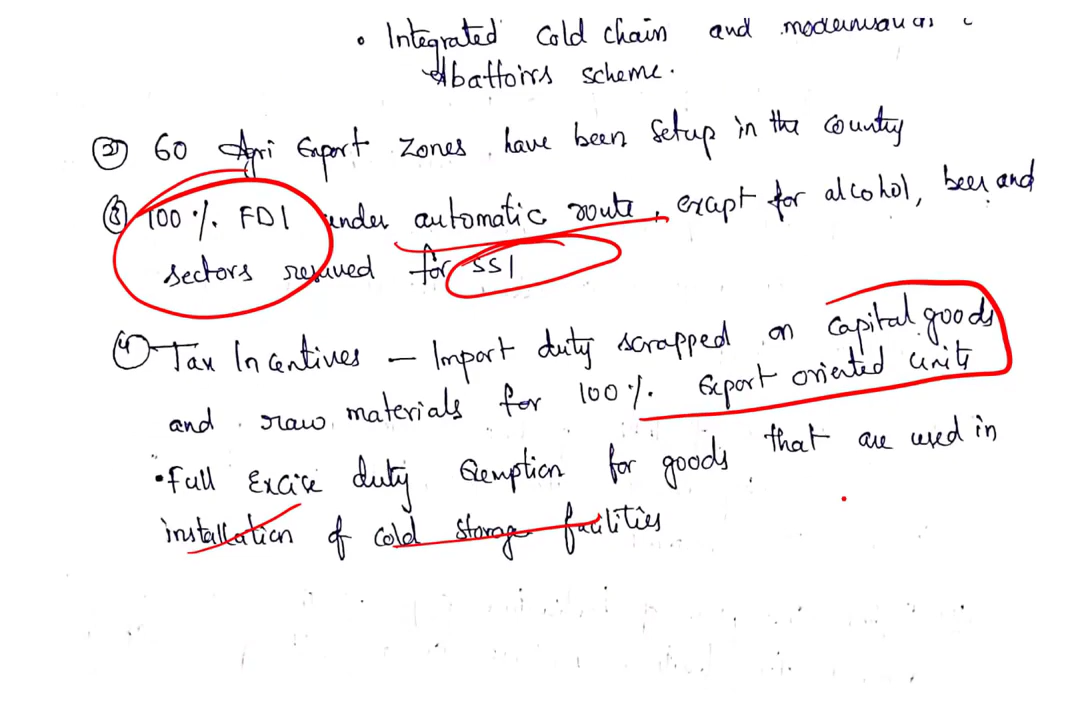 • Integrated cold chain and modernisation
Abattoirs scheme.
② 60 Agri Export Zones have been setup in the country
③ 100%. FDI under automatic route, exapt for alcohol, beer and
sectors reserved for SSI
④ Tax Incentives — Import duty scrapped on capital goods
and raw materials for 100%. Export oriented units
• Full Excise duty Exemption for goods that are used in
installation of cold storage facilities